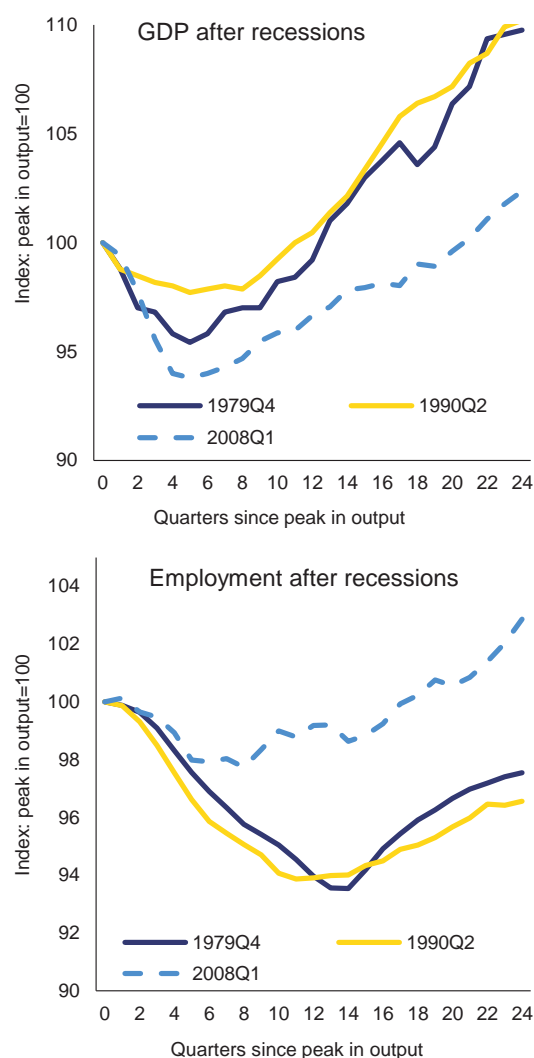 GDP after recessions
Index: peak in output=100
110
105
100
95
90
1979Q4 1990Q2
2008Q1
0 2 4 6 8 10 12 14 16 18 20 22 24
Quarters since peak in output
Employment after recessions
Index: peak in output=100
104
102
100
98
96
94
92
90
1979Q4 1990Q2
2008Q1
0 2 4 6 8 10 12 14 16 18 20 22 24
Quarters since peak in output